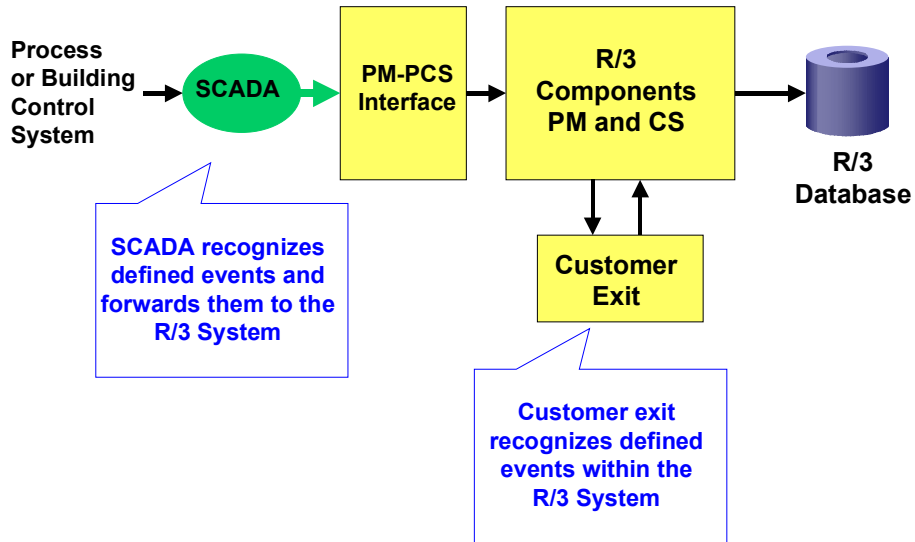 Process
or Building
Control
System
SCADA
PM-PCS
Interface
R/3
Components
PM and CS
R/3
Database
SCADA recognizes
defined events and
forwards them to the
R/3 System
Customer
Exit
Customer exit
recognizes defined
events within the
R/3 System